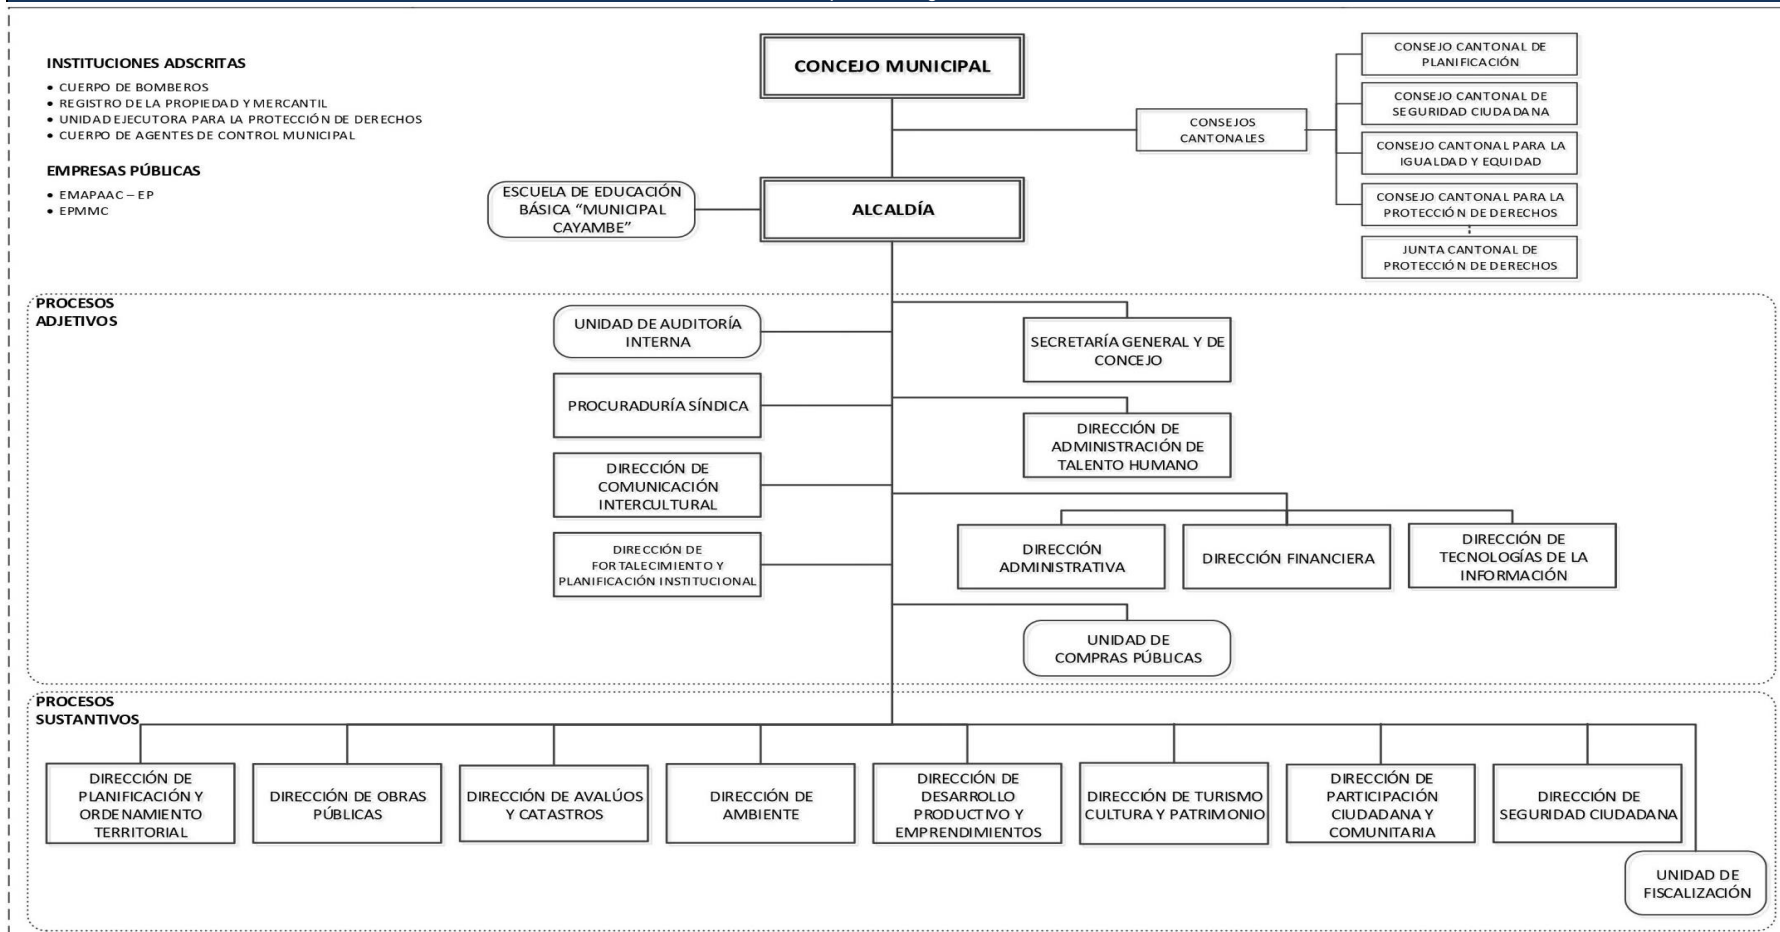 INSTITUCIONES ADSCRITAS
• CUERPO DE BOMBEROS
• REGISTRO DE LA PROPIEDAD Y MERCANTIL
• UNIDAD EJECUTORA PARA LA PROTECCIÓN DE DERECHOS
• CUERPO DE AGENTES DE CONTROL MUNICIPAL
EMPRESAS PÚBLICAS
• EMAPAAC – EP
• EPMMC
CONCEJO MUNICIPAL
CONSEJOS
CANTONALES
CONSEJO CANTONAL DE
PLANIFICACIÓN
CONSEJO CANTONAL DE
SEGURIDAD CIUDADANA
CONSEJO CANTONAL PARA LA
IGUALDAD Y EQUIDAD
CONSEJO CANTONAL PARA LA
PROTECCIÓN DE DERECHOS
JUNTA CANTONAL DE
PROTECCIÓN DE DERECHOS
ESCUELA DE EDUCACIÓN
BÁSICA “MUNICIPAL
CAYAMBE”
ALCALDÍA
PROCESOS
ADJETIVOS
UNIDAD DE AUDITORÍA
INTERNA
SECRETARÍA GENERAL Y DE
CONCEJO
PROCURADURÍA SÍNDICA
DIRECCIÓN DE
ADMINISTRACIÓN DE
TALENTO HUMANO
DIRECCIÓN DE
COMUNICACIÓN
INTERCULTURAL
DIRECCIÓN DE
FORTALECIMIENTO Y
PLANIFICACIÓN INSTITUCIONAL
DIRECCIÓN
ADMINISTRATIVA
DIRECCIÓN FINANCIERA
DIRECCIÓN DE
TECNOLOGÍAS DE LA
INFORMACIÓN
UNIDAD DE
COMPRAS PÚBLICAS
PROCESOS
SUSTANTIVOS
DIRECCIÓN DE
PLANIFICACIÓN Y
ORDENAMIENTO
TERRITORIAL
DIRECCIÓN DE OBRAS
PÚBLICAS
DIRECCIÓN DE AVALÚOS
Y CATASTROS
DIRECCIÓN DE
AMBIENTE
DIRECCIÓN DE
DESARROLLO
PRODUCTIVO Y
EMPRENDIMIENTOS
DIRECCIÓN DE TURISMO
CULTURA Y PATRIMONIO
DIRECCIÓN DE
PARTICIPACIÓN
CIUDADANA Y
COMUNITARIA
DIRECCIÓN DE
SEGURIDAD CIUDADANA
UNIDAD DE
FISCALIZACIÓN